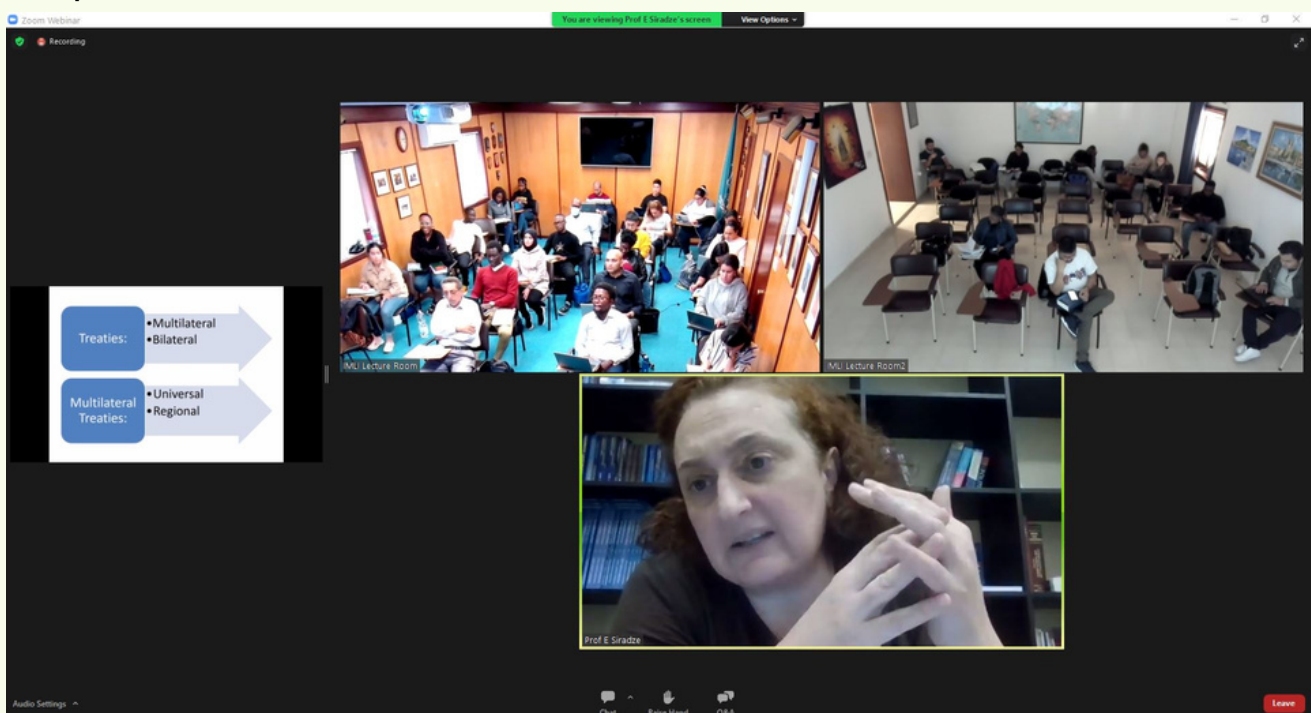 Zoom Webinar
You are viewing Prof E Siradze's screen
View Options
Recording
Treaties:
•Multilateral
•Bilateral
Multilateral
Treaties:
•Universal
•Regional
IMLI Lecture Room
IMLI Lecture Room2
Prof E Siradze
Audio Settings
Chat
Raise Hand
Q&A
Leave